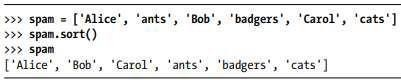 >>> spam = ['Alice', 'ants', 'Bob', 'badgers', 'Carol', 'cats']
>>> spam.sort()
>>> spam
['Alice', 'Bob', 'Carol', 'ants', 'badgers', 'cats']